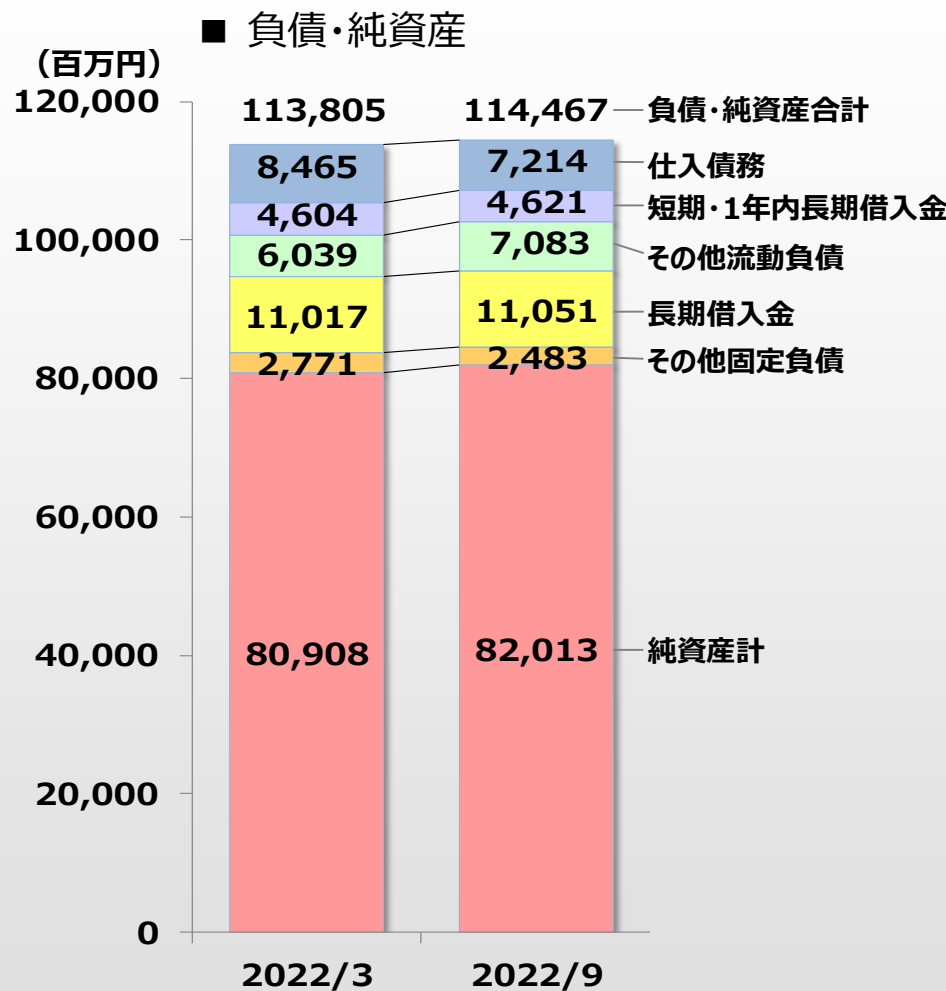 ■ 負債・純資産
（百万円）
120,000
113,805
114,467
負債・純資産合計
8,465
7,214
仕入債務
4,604
4,621
短期・1年内長期借入金
100,000
6,039
7,083
その他流動負債
11,017
11,051
長期借入金
2,771
2,483
その他固定負債
80,000
60,000
40,000
80,908
82,013
純資産計
20,000
0
2022/3
2022/9